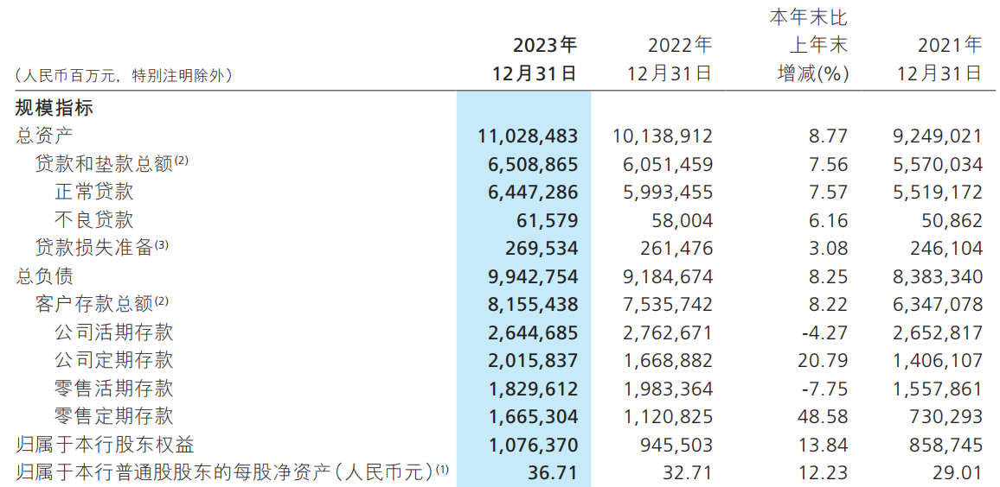 本年末比
2023年 2022年 上年末 2021年
（人民币百万元，特别注明除外） 12月31日 12月31日 增减(%) 12月31日
规模指标
总资产 11,028,483 10,138,912 8.77 9,249,021
贷款和垫款总额(2) 6,508,865 6,051,459 7.56 5,570,034
正常贷款 6,447,286 5,993,455 7.57 5,519,172
不良贷款 61,579 58,004 6.16 50,862
贷款损失准备(3) 269,534 261,476 3.08 246,104
总负债 9,942,754 9,184,674 8.25 8,383,340
客户存款总额(2) 8,155,438 7,535,742 8.22 6,347,078
公司活期存款 2,644,685 2,762,671 -4.27 2,652,817
公司定期存款 2,015,837 1,668,882 20.79 1,406,107
零售活期存款 1,829,612 1,983,364 -7.75 1,557,861
零售定期存款 1,665,304 1,120,825 48.58 730,293
归属于本行股东权益 1,076,370 945,503 13.84 858,745
归属于本行普通股股东的每股净资产（人民币元）(1) 36.71 32.71 12.23 29.01